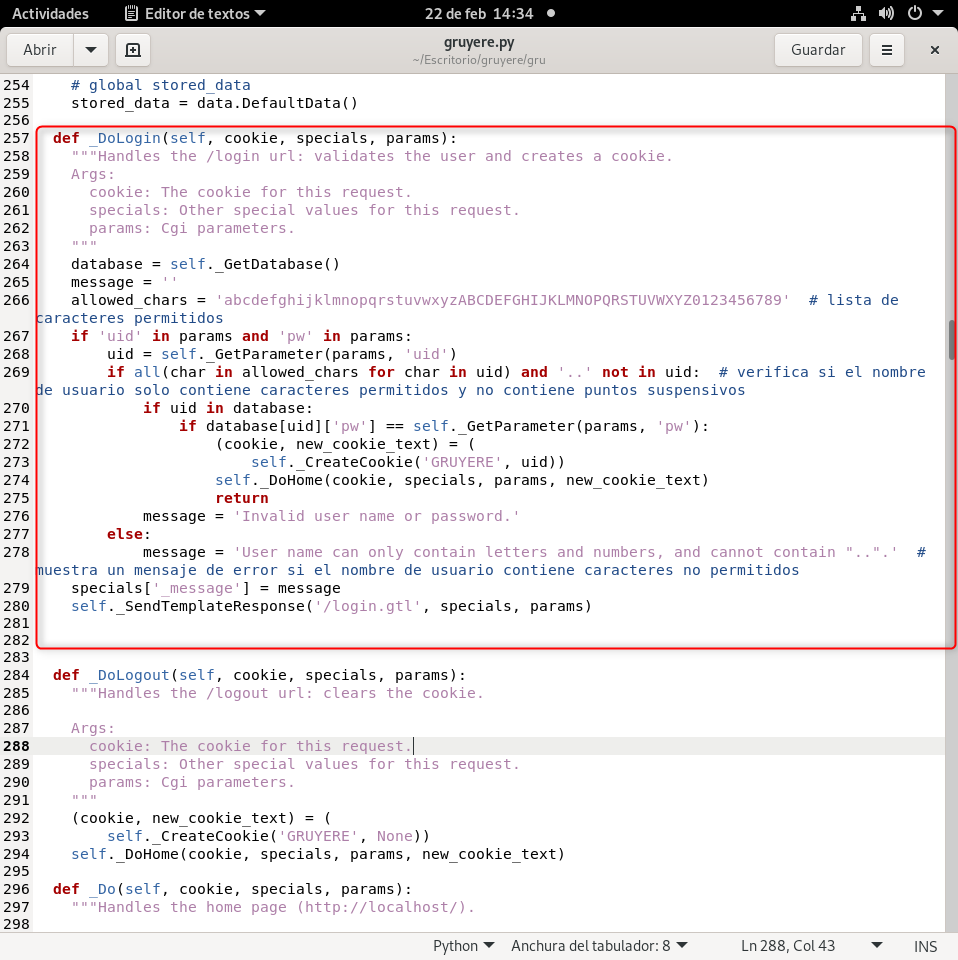 Actividades Editor de textos 22 de feb 14:34
Abrir gruyere.py Guardar
~/Escritorio/gruyere/gru
254     # global stored_data
255     stored_data = data.DefaultData()
256
257   def _DoLogin(self, cookie, specials, params):
258     """Handles the /login url: validates the user and creates a cookie.
259     Args:
260       cookie: The cookie for this request.
261       specials: Other special values for this request.
262       params: Cgi parameters.
263     """
264     database = self._GetDatabase()
265     message = ''
266     allowed_chars = 'abcdefghijklmnopqrstuvwxyzABCDEFGHIJKLMNOPQRSTUVWXYZ0123456789'  # lista de
caracteres permitidos
267     if 'uid' in params and 'pw' in params:
268         uid = self._GetParameter(params, 'uid')
269         if all(char in allowed_chars for char in uid) and '..' not in uid:  # verifica si el nombre
de usuario solo contiene caracteres permitidos y no contiene puntos suspensivos
270             if uid in database:
271                 if database[uid]['pw'] == self._GetParameter(params, 'pw'):
272                     (cookie, new_cookie_text) = (
273                         self._CreateCookie('GRUYERE', uid))
274                     self._DoHome(cookie, specials, params, new_cookie_text)
275                     return
276             message = 'Invalid user name or password.'
277         else:
278             message = 'User name can only contain letters and numbers, and cannot contain "..".'  #
muestra un mensaje de error si el nombre de usuario contiene caracteres no permitidos
279     specials['_message'] = message
280     self._SendTemplateResponse('/login.gtl', specials, params)
281
282
283
284   def _DoLogout(self, cookie, specials, params):
285     """Handles the /logout url: clears the cookie.
286
287     Args:
288       cookie: The cookie for this request.
289       specials: Other special values for this request.
290       params: Cgi parameters.
291     """
292     (cookie, new_cookie_text) = (
293         self._CreateCookie('GRUYERE', None))
294     self._DoHome(cookie, specials, params, new_cookie_text)
295
296   def _Do(self, cookie, specials, params):
297     """Handles the home page (http://localhost/).
298
Python Anchura del tabulador: 8 Ln 288, Col 43 INS